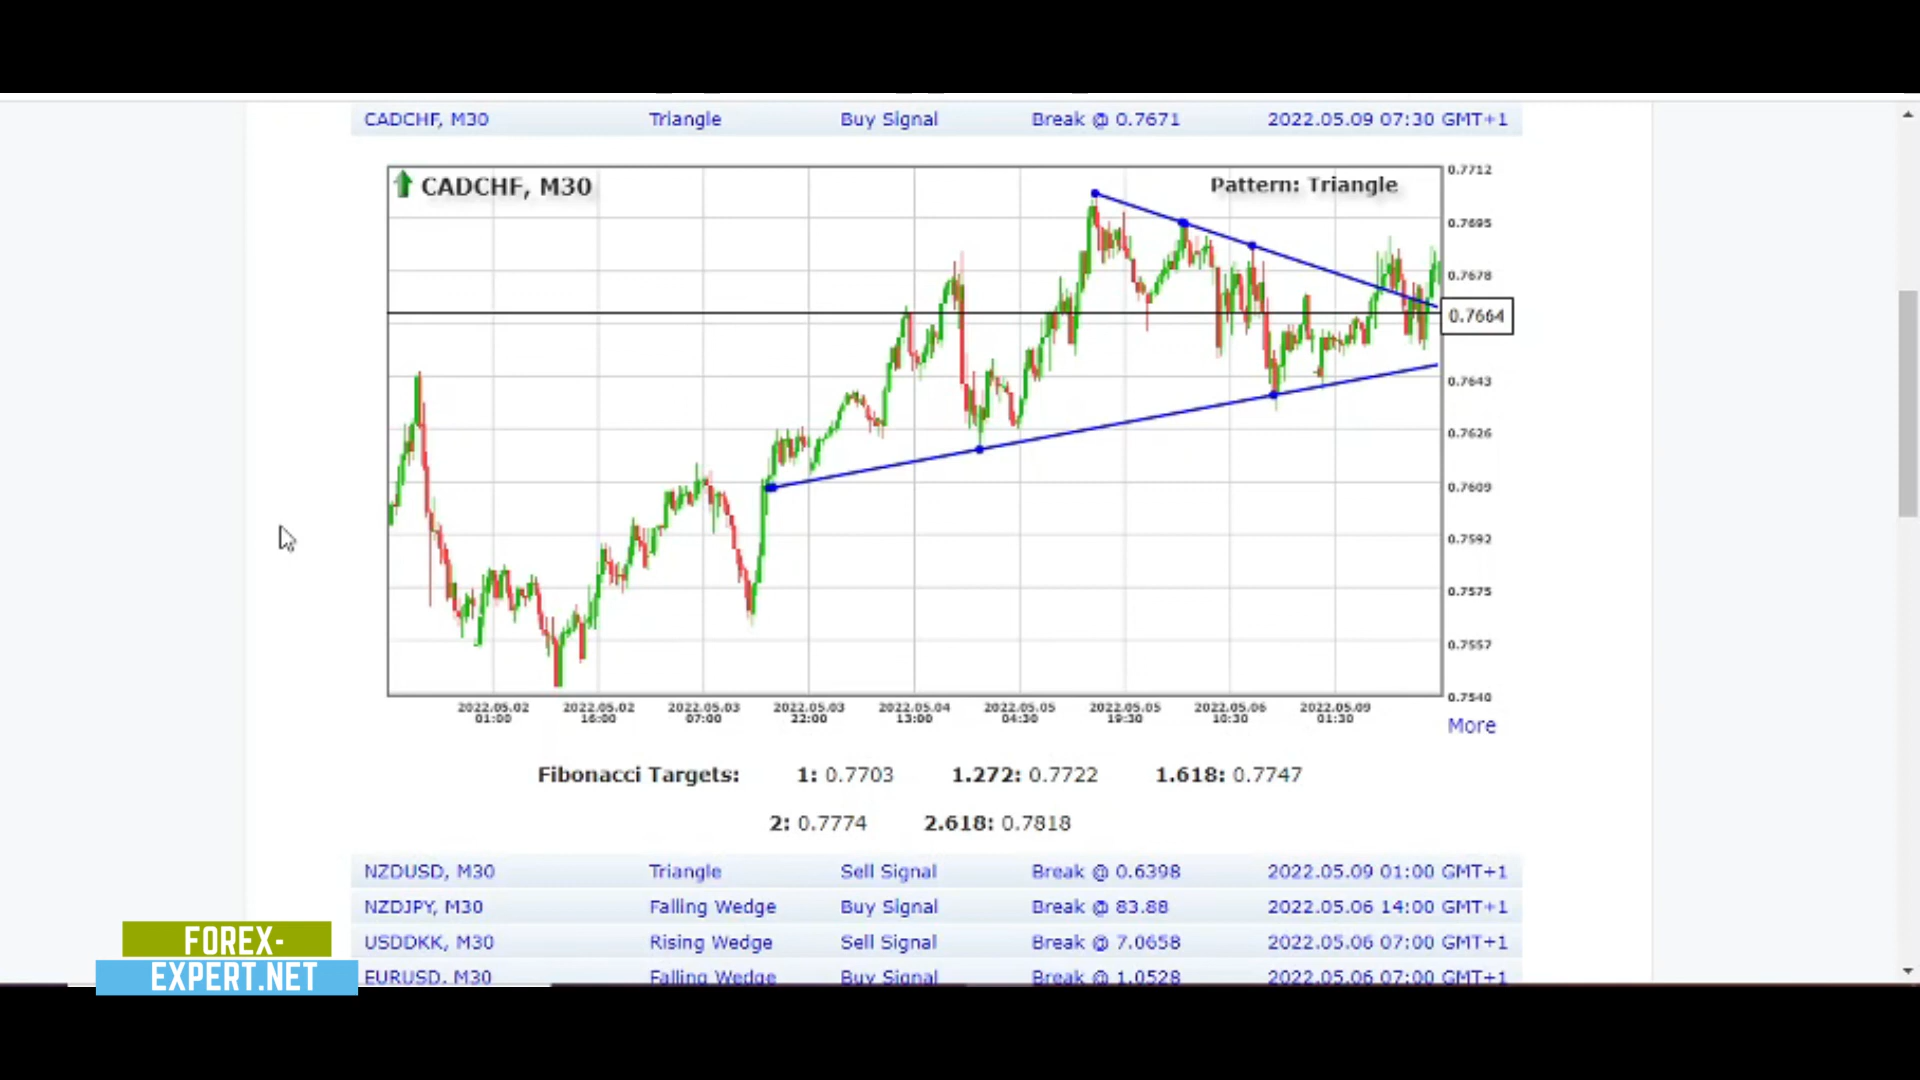 CADCHF, M30 Triangle Buy Signal Break @ 0.7671 2022.05.09 07:30 GMT+1
CADCHF, M30
Pattern: Triangle
0.7712
0.7695
0.7678
0.7664
0.7643
0.7626
0.7609
0.7592
0.7575
0.7557
0.7540
2022.05.02 2022.05.02 2022.05.03 2022.05.03 2022.05.04 2022.05.05 2022.05.05 2022.05.06 2022.05.09
01:00 16:00 07:00 22:00 13:00 04:30 19:30 10:30 01:30
More
Fibonacci Targets: 1: 0.7703 1.272: 0.7722 1.618: 0.7747
2: 0.7774 2.618: 0.7818
NZDUSD, M30 Triangle Sell Signal Break @ 0.6398 2022.05.09 01:00 GMT+1
NZDJPY, M30 Falling Wedge Buy Signal Break @ 83.88 2022.05.06 14:00 GMT+1
USDDKK, M30 Rising Wedge Sell Signal Break @ 7.0658 2022.05.06 07:00 GMT+1
EURUSD, M30 Falling Wedge Buy Signal Break @ 1.0528 2022.05.06 07:00 GMT+1
FOREX-
EXPERT.NET